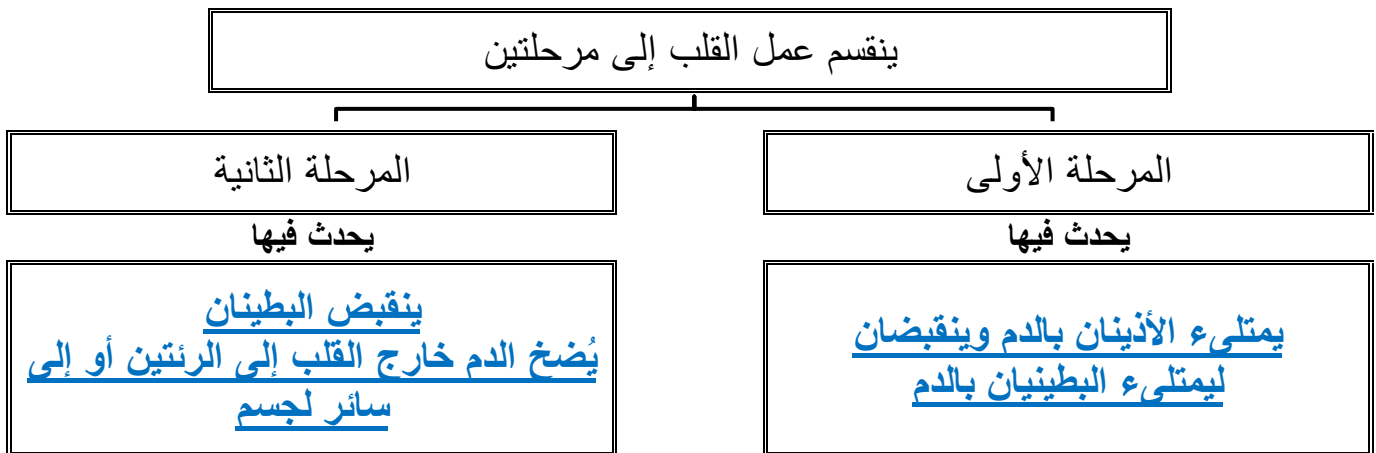 ينقسم عمل القلب إلى مرحلتين
المرحلة الأولى
يحدث فيها
يمتلىء الأذينان بالدم وينقبضان
ليمتلىء البطينيان بالدم
المرحلة الثانية
يحدث فيها
ينقبض البطينان
يُضخ الدم خارج القلب إلى الرئتين أو إلى
سائر لجسم